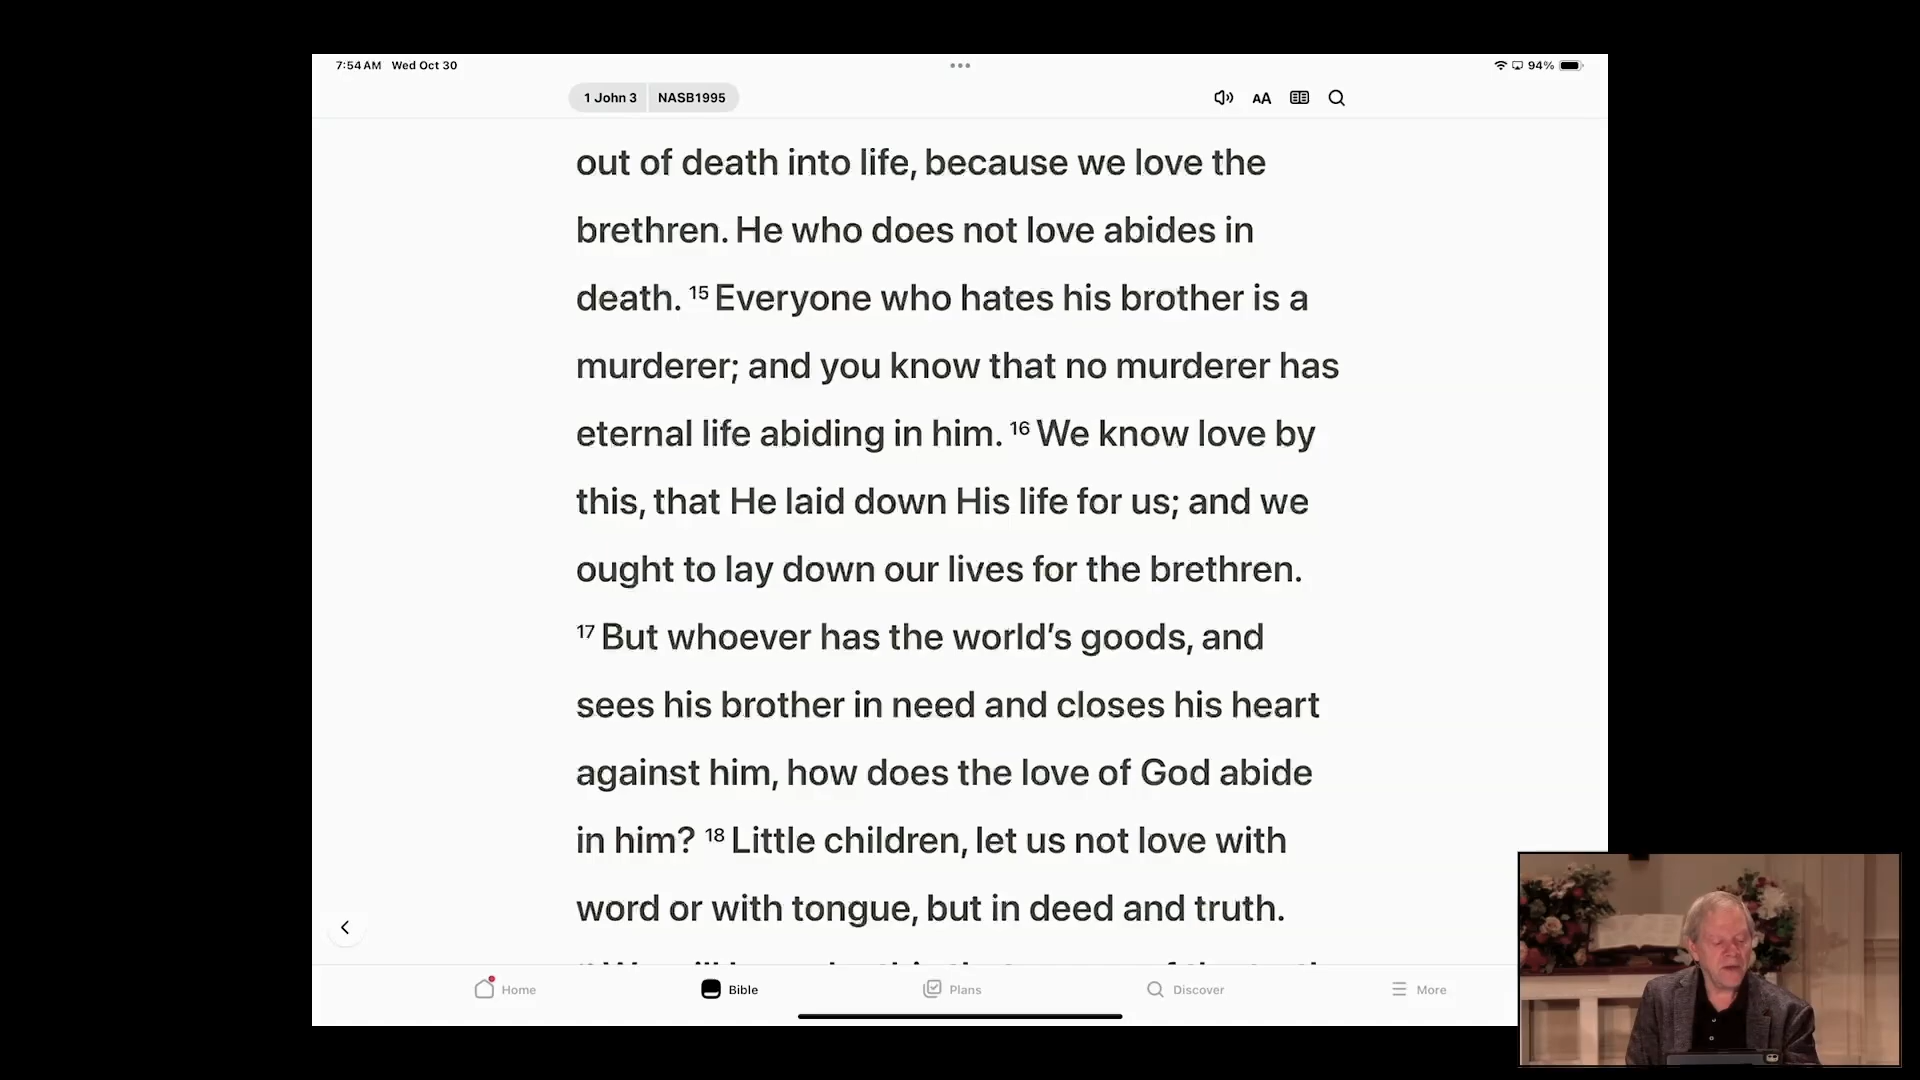 7:54 AM Wed Oct 30
94%
1 John 3 NASB1995
AA
out of death into life, because we love the
brethren. He who does not love abides in
death. 15 Everyone who hates his brother is a
murderer; and you know that no murderer has
eternal life abiding in him. 16 We know love by
this, that He laid down His life for us; and we
ought to lay down our lives for the brethren.
17 But whoever has the world’s goods, and
sees his brother in need and closes his heart
against him, how does the love of God abide
in him? 18 Little children, let us not love with
word or with tongue, but in deed and truth.
Home Bible Plans Discover More